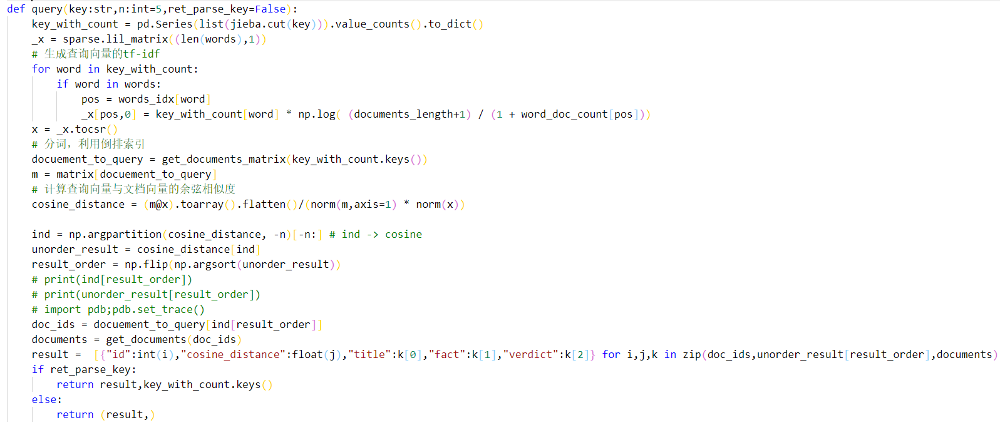 def query(key:str,n:int=5,ret_parse_key=False):
    key_with_count = pd.Series(list(jieba.cut(key))).value_counts().to_dict()
    _x = sparse.lil_matrix((len(words),1))
    # 生成查询向量的tf-idf
    for word in key_with_count:
        if word in words:
            pos = words_idx[word]
            _x[pos,0] = key_with_count[word] * np.log( (documents_length+1) / (1 + word_doc_count[pos]))
    x = _x.tocsr()
    # 分词，利用倒排索引
    docuement_to_query = get_documents_matrix(key_with_count.keys())
    m = matrix[docuement_to_query]
    # 计算查询向量与文档向量的余弦相似度
    cosine_distance = (m@x).toarray().flatten()/(norm(m,axis=1) * norm(x))

    ind = np.argpartition(cosine_distance, -n)[-n:] # ind -> cosine
    unorder_result = cosine_distance[ind]
    result_order = np.flip(np.argsort(unorder_result))
    # print(ind[result_order])
    # print(unorder_result[result_order])
    # import pdb;pdb.set_trace()
    doc_ids = docuement_to_query[ind[result_order]]
    documents = get_documents(doc_ids)
    result =  [{"id":int(i),"cosine_distance":float(j),"title":k[0],"fact":k[1],"verdict":k[2]} for i,j,k in zip(doc_ids,unorder_result[result_order],documents)
    if ret_parse_key:
        return result,key_with_count.keys()
    else:
        return (result,)